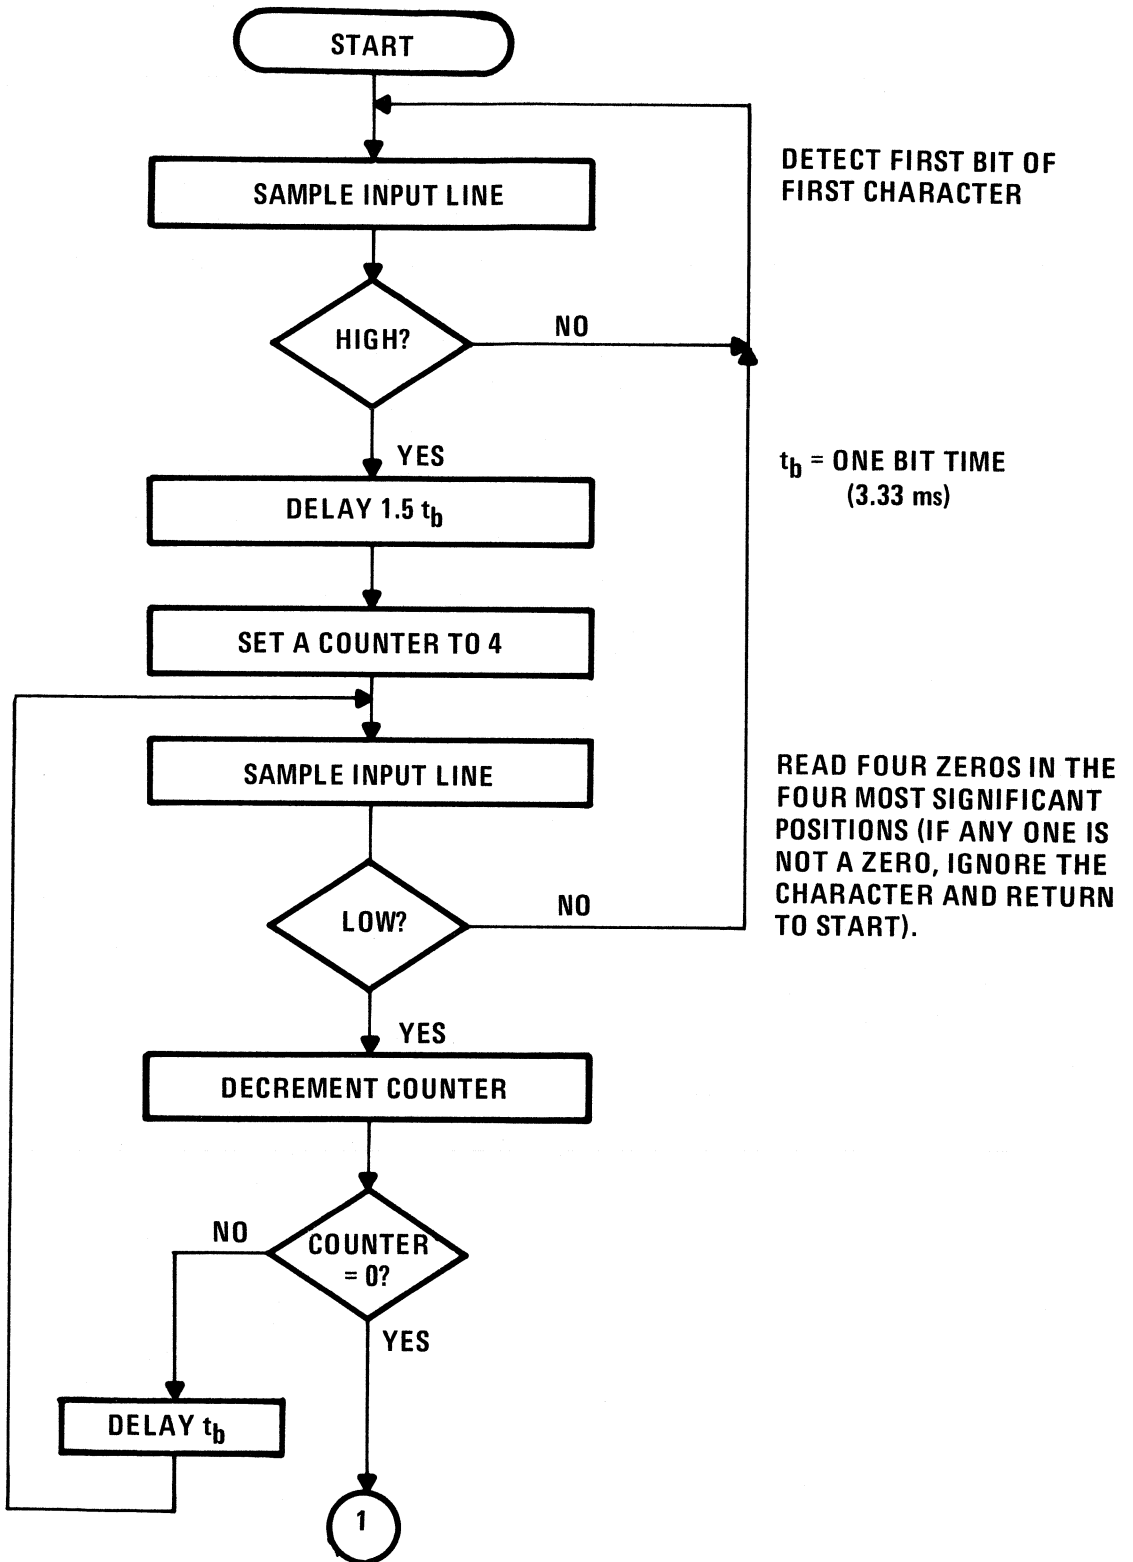 START
DETECT FIRST BIT OF
FIRST CHARACTER
SAMPLE INPUT LINE
HIGH?
NO
YES
tb = ONE BIT TIME
(3.33 ms)
DELAY 1.5 tb
SET A COUNTER TO 4
SAMPLE INPUT LINE
READ FOUR ZEROS IN THE
FOUR MOST SIGNIFICANT
POSITIONS (IF ANY ONE IS
NOT A ZERO, IGNORE THE
CHARACTER AND RETURN
TO START).
LOW?
NO
YES
DECREMENT COUNTER
NO
COUNTER
= 0?
YES
DELAY tb
1